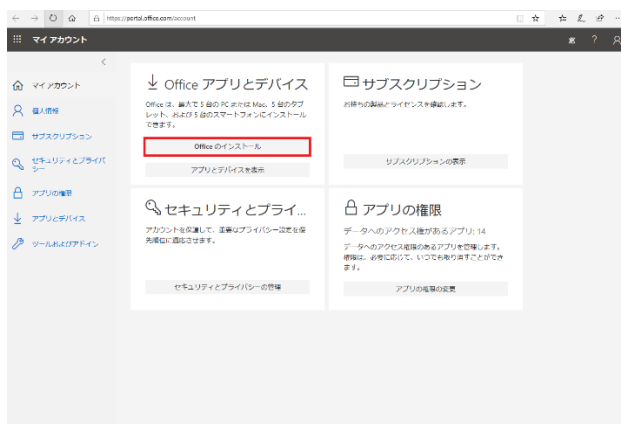 https://portal.office.com/account
マイ アカウント
?
マイ アカウント
個人情報
サブスクリプション
セキュリティとプライバ
シー
アプリの権限
アプリとデバイス
ツールおよびアドイン
Office アプリとデバイス
Office は、最大で 5 台の PC または Mac、5 台のタブ
レット、および 5 台のスマートフォンにインストール
できます。
Office のインストール
アプリとデバイスを表示
サブスクリプション
お持ちの製品とライセンスを確認します。
サブスクリプションの表示
セキュリティとプライ...
アカウントを保護して、重要なプライバシー設定を優
先順位に適応させます。
セキュリティとプライバシーの管理
アプリの権限
データへのアクセス権があるアプリ: 14
データへのアクセス権限のあるアプリを管理します。
権限は、必要に応じて、いつでも取り消すことができ
ます。
アプリの権限の変更